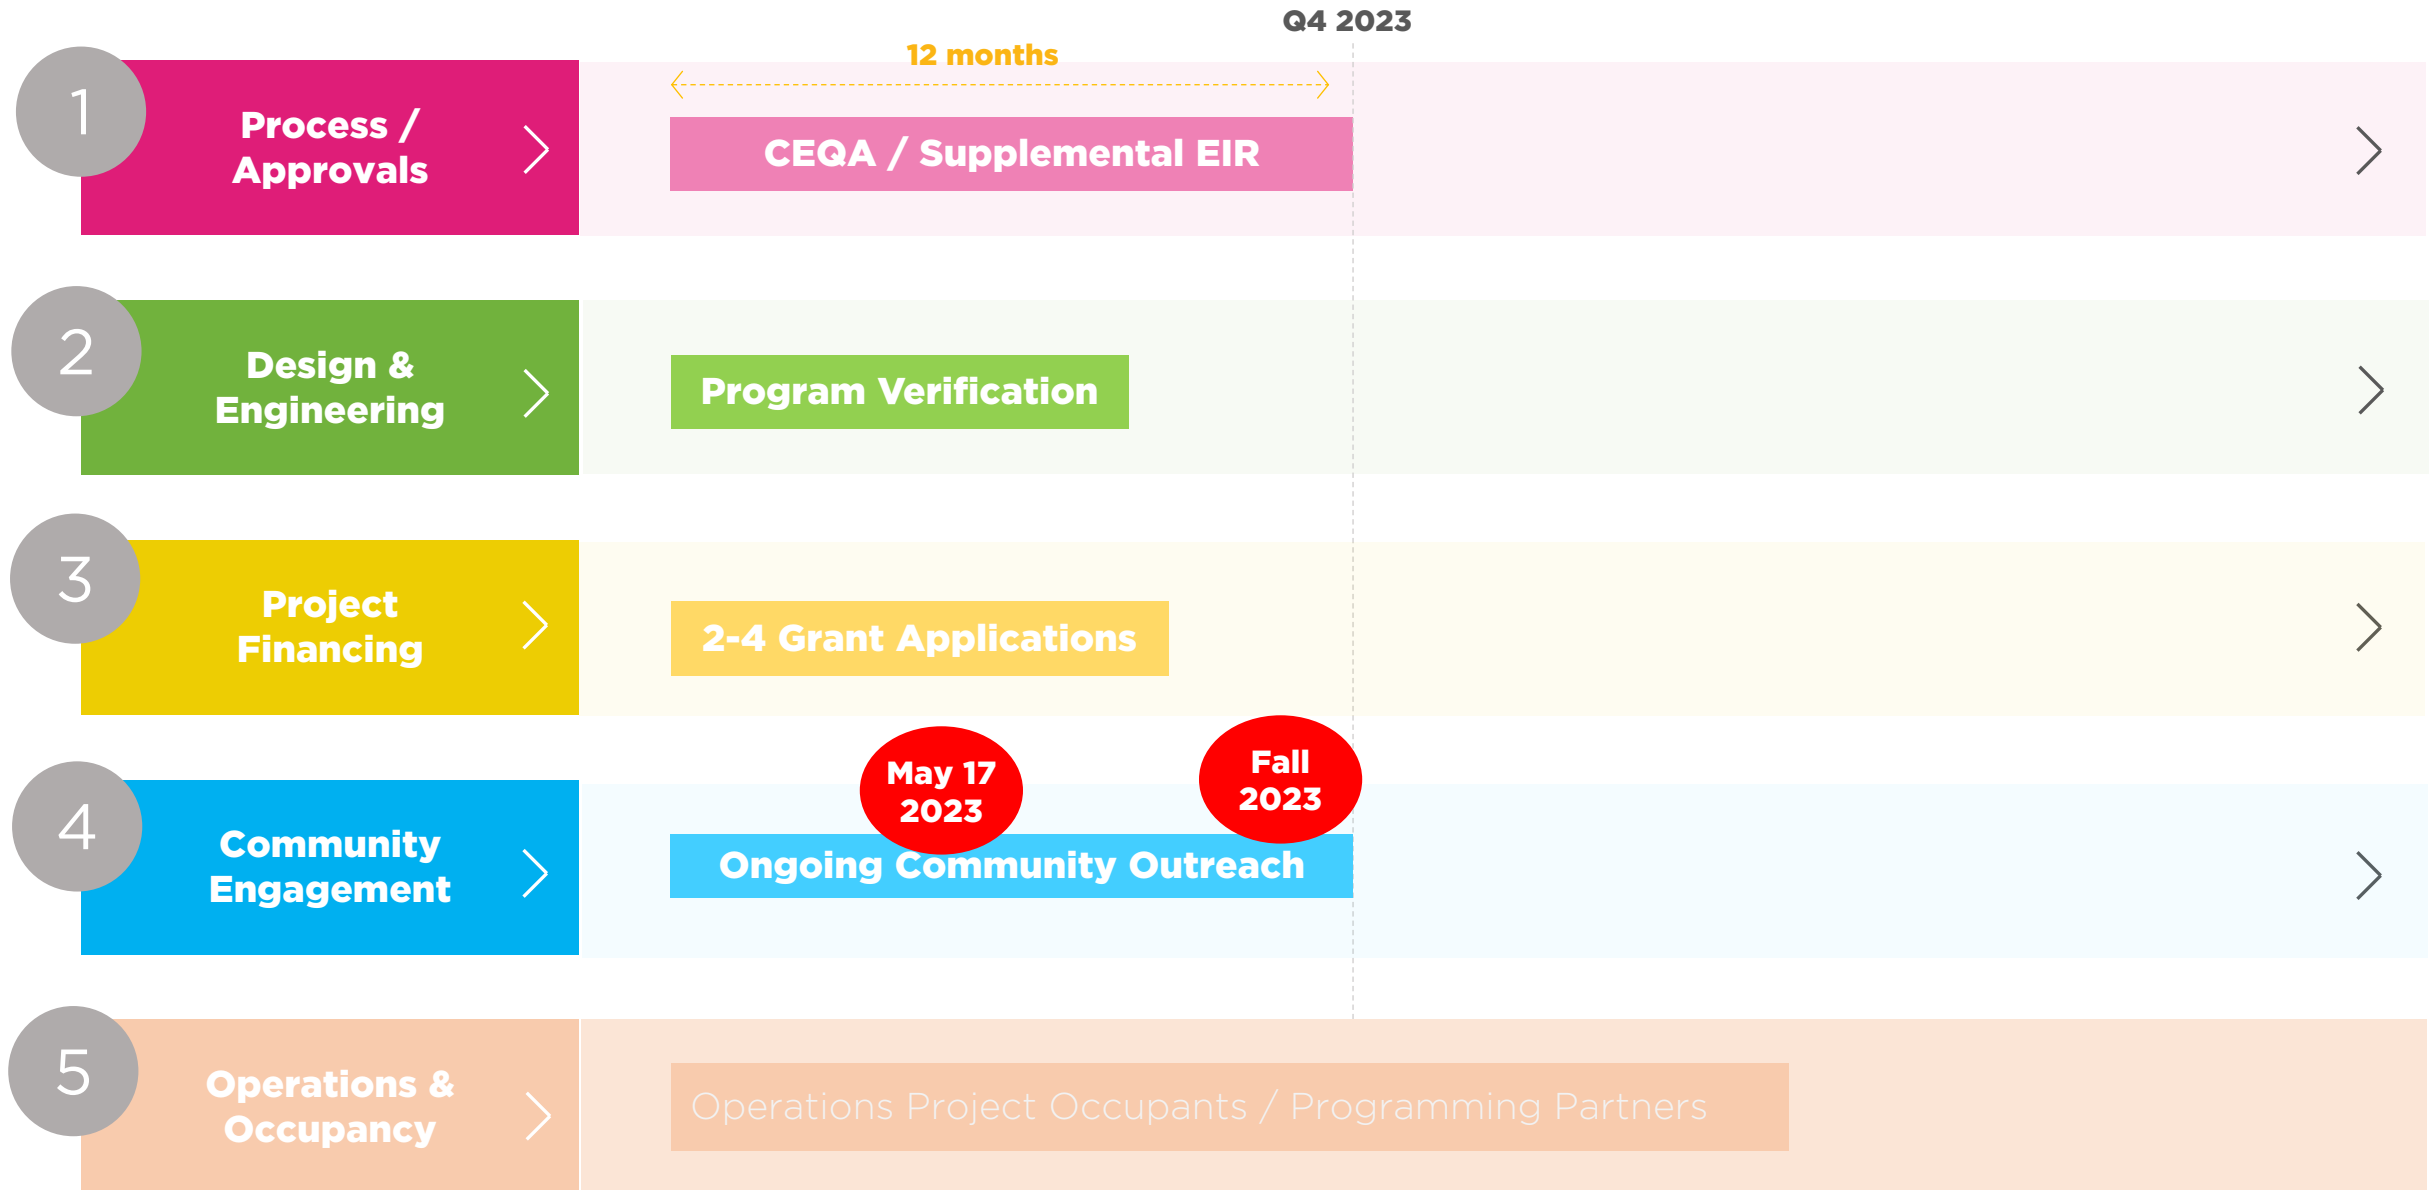 Q4 2023
12 months
1
Process /
Approvals
CEQA / Supplemental EIR
2
Design &
Engineering
Program Verification
3
Project
Financing
2-4 Grant Applications
4
Community
Engagement
May 17
2023
Fall
2023
Ongoing Community Outreach
5
Operations &
Occupancy
Operations Project Occupants / Programming Partners